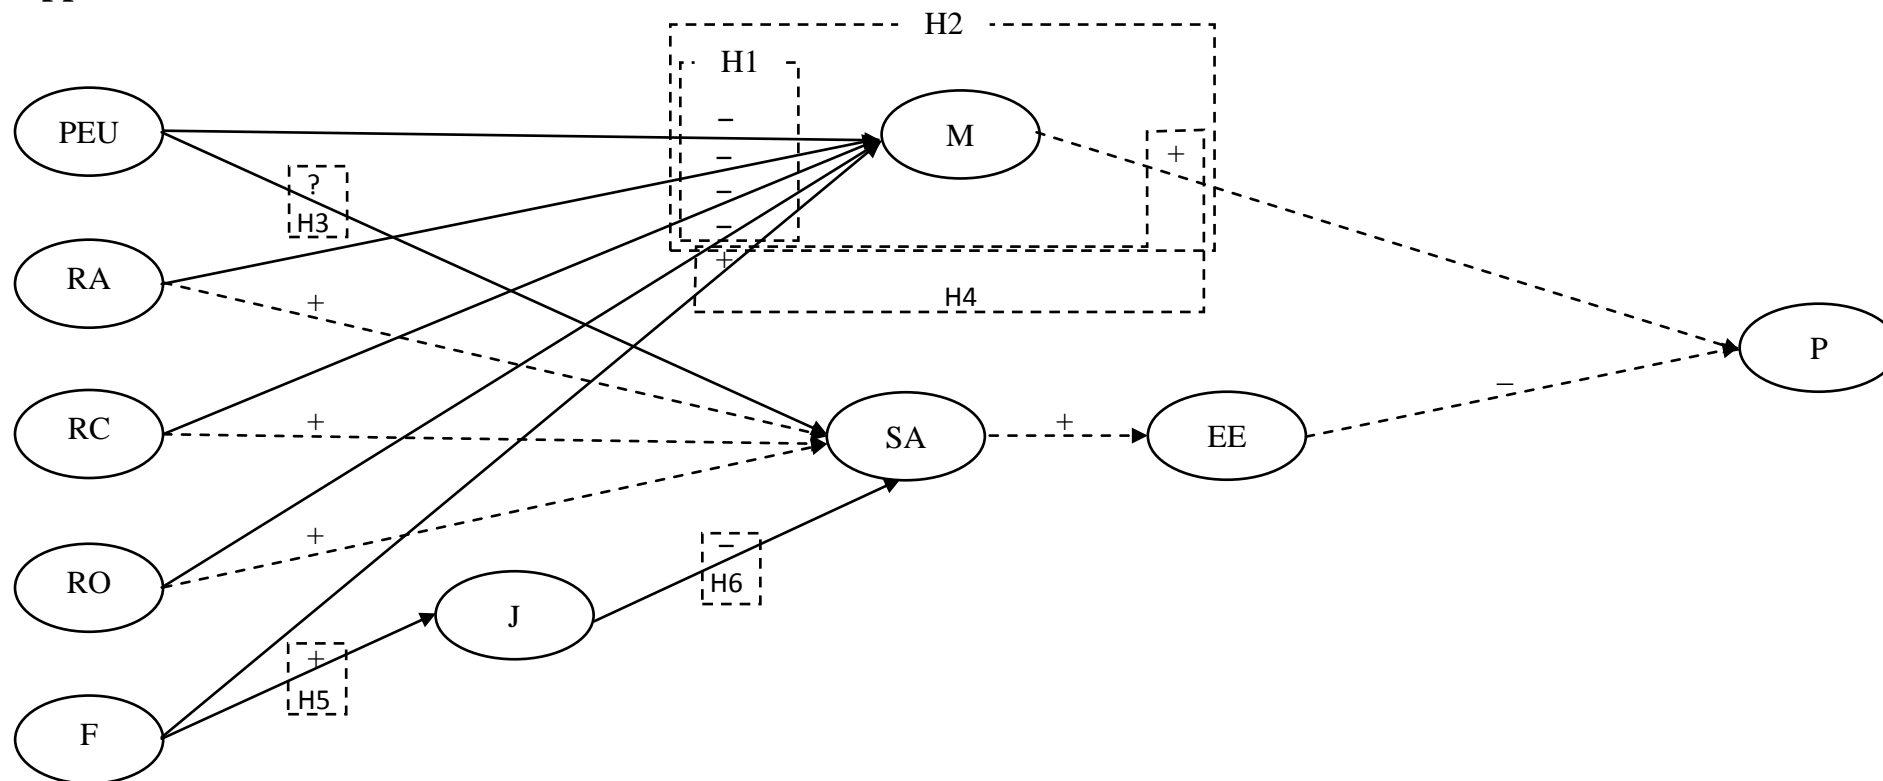 H2
H1
PEU
–
M
+
–
?
–
H3
–
RA
+
+
H4
P
–
RC
+
SA
+
EE
+
–
RO
H6
J
+
H5
F